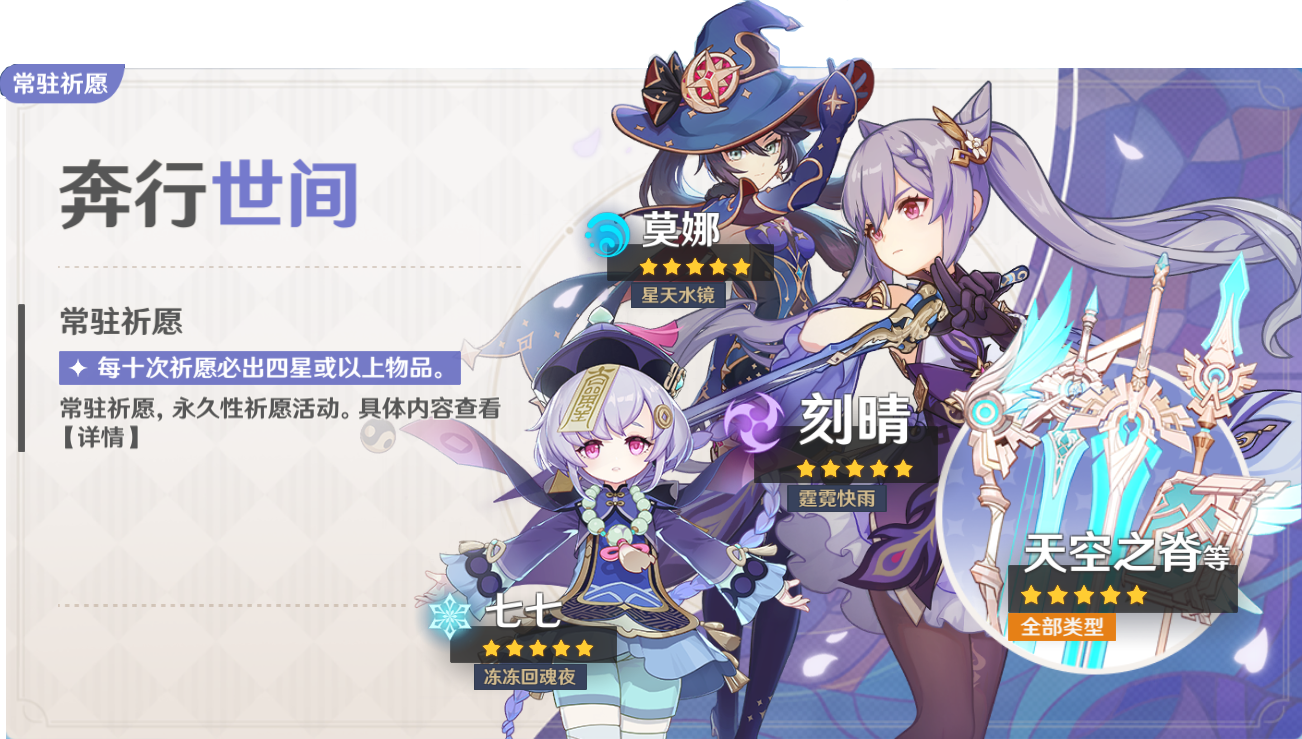 常驻祈愿
奔行世间
常驻祈愿
每十次祈愿必出四星或以上物品。
常驻祈愿，永久性祈愿活动。具体内容查看
【详情】
莫娜
星天水镜
刻晴
霆霓快雨
天空之脊等
全部类型
七七
冻冻回魂夜